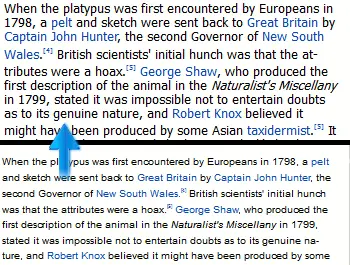 When the platypus was first encountered by Europeans in
1798, a pelt and sketch were sent back to Great Britain by
Captain John Hunter, the second Governor of New South
Wales.[4] British scientists' initial hunch was that the at-
tributes were a hoax.[5] George Shaw, who produced the
first description of the animal in the Naturalist's Miscellany
in 1799, stated it was impossible not to entertain doubts
as to its genuine nature, and Robert Knox believed it
might have been produced by some Asian taxidermist.[5] It
When the platypus was first encountered by Europeans in 1798, a pelt
and sketch were sent back to Great Britain by Captain John Hunter, the
second Governor of New South Wales.[4] British scientists' initial hunch
was that the attributes were a hoax.[5] George Shaw, who produced the
first description of the animal in the Naturalist's Miscellany in 1799,
stated it was impossible not to entertain doubts as to its genuine na-
ture, and Robert Knox believed it might have been produced by some